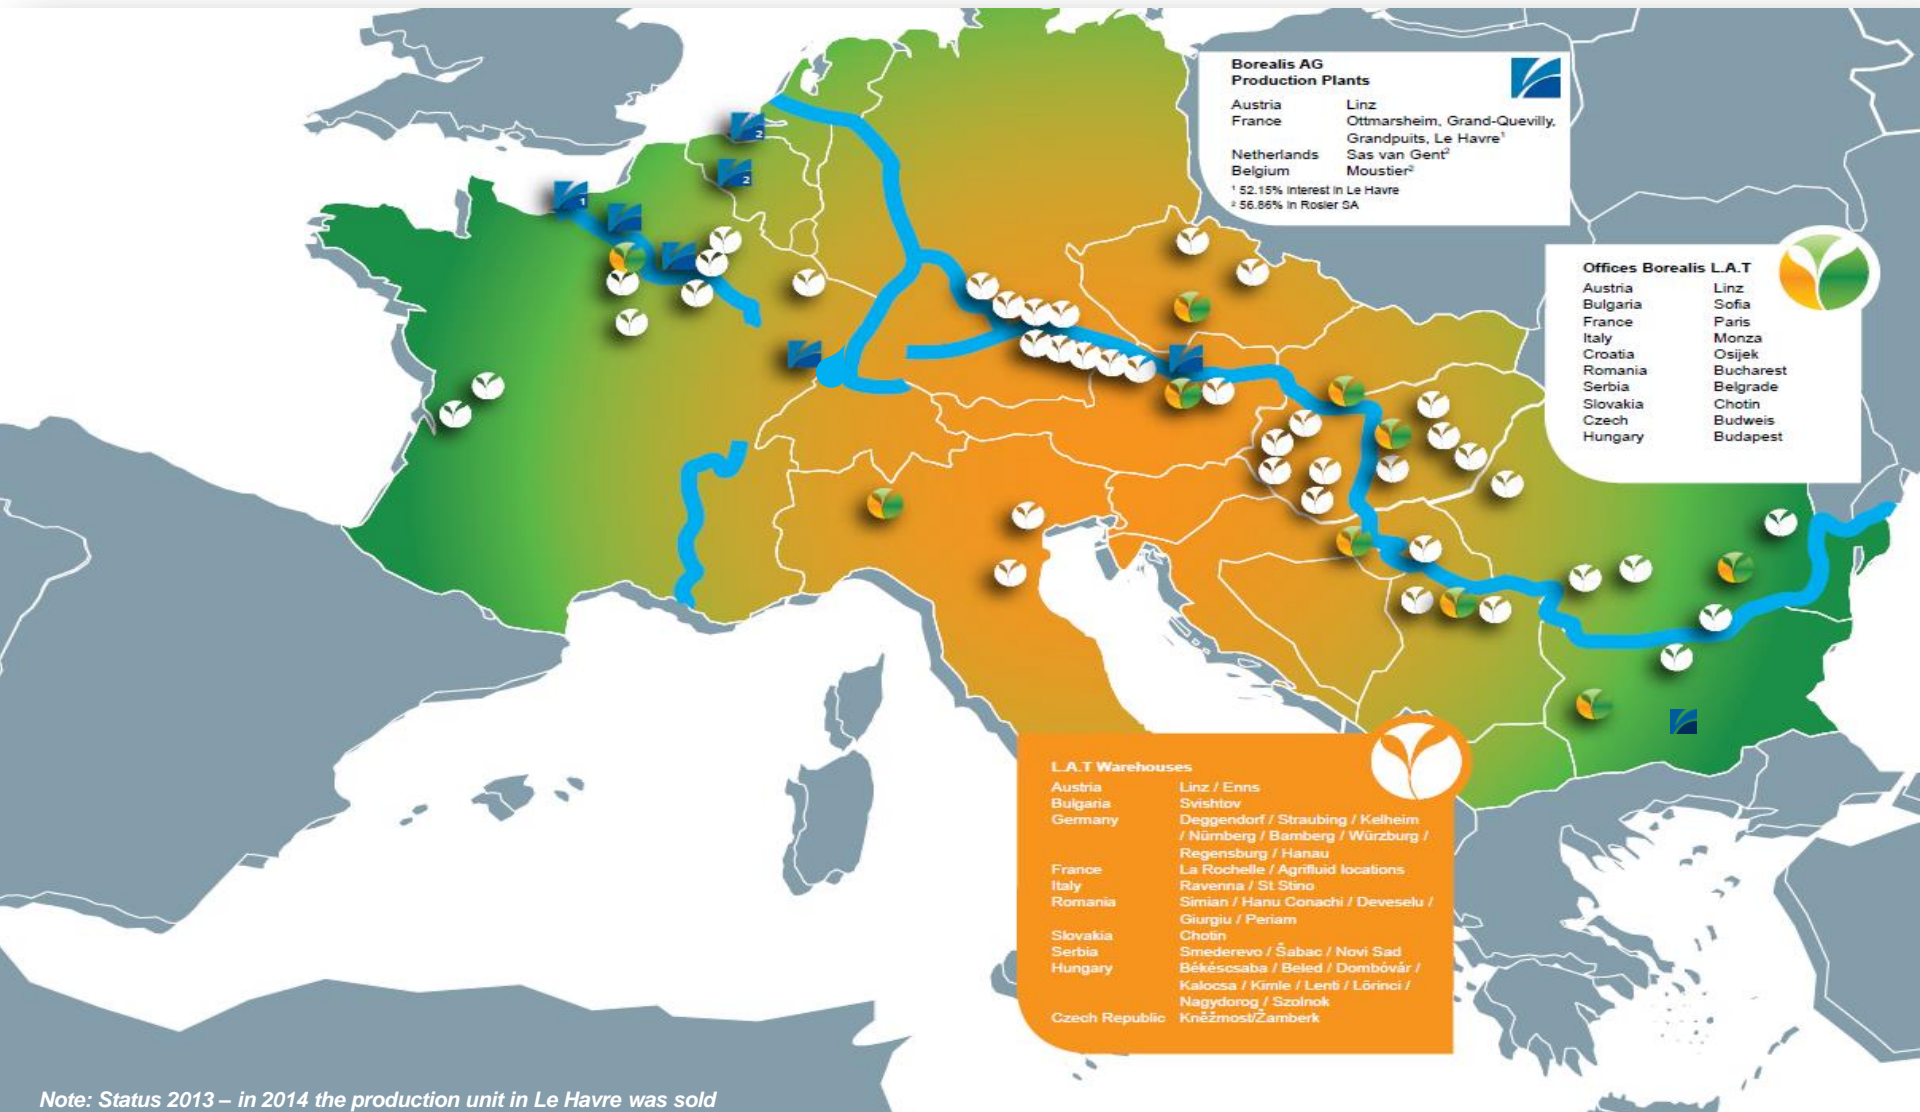 Borealis AG
Production Plants
Austria Linz
France Ottmarsheim, Grand-Quevilly,
Grandpuits, Le Havre¹
Netherlands Sas van Gent²
Belgium Moustier²
¹ 52.15% Interest in Le Havre
² 56.86% in Rosier SA
2
2
1
Offices Borealis L.A.T
Austria Linz
Bulgaria Sofia
France Paris
Italy Monza
Croatia Osijek
Romania Bucharest
Serbia Belgrade
Slovakia Chotin
Czech Budweis
Hungary Budapest
L.A.T Warehouses
Austria Linz / Enns
Bulgaria Svishtov
Germany Deggendorf / Straubing / Kelheim
/ Nürnberg / Bamberg / Würzburg /
Regensburg / Hanau
France La Rochelle / Agrifluid locations
Italy Ravenna / St Stino
Romania Simian / Hanu Conachi / Deveselu /
Giurgiu / Periam
Slovakia Chotin
Serbia Smederevo / Šabac / Novi Sad
Hungary Békéscsaba / Beled / Dombóvár /
Kalocsa / Kimle / Lenti / Lőrinci /
Nagydorog / Szolnok
Czech Republic Kněžmost/Žamberk
Note: Status 2013 – in 2014 the production unit in Le Havre was sold